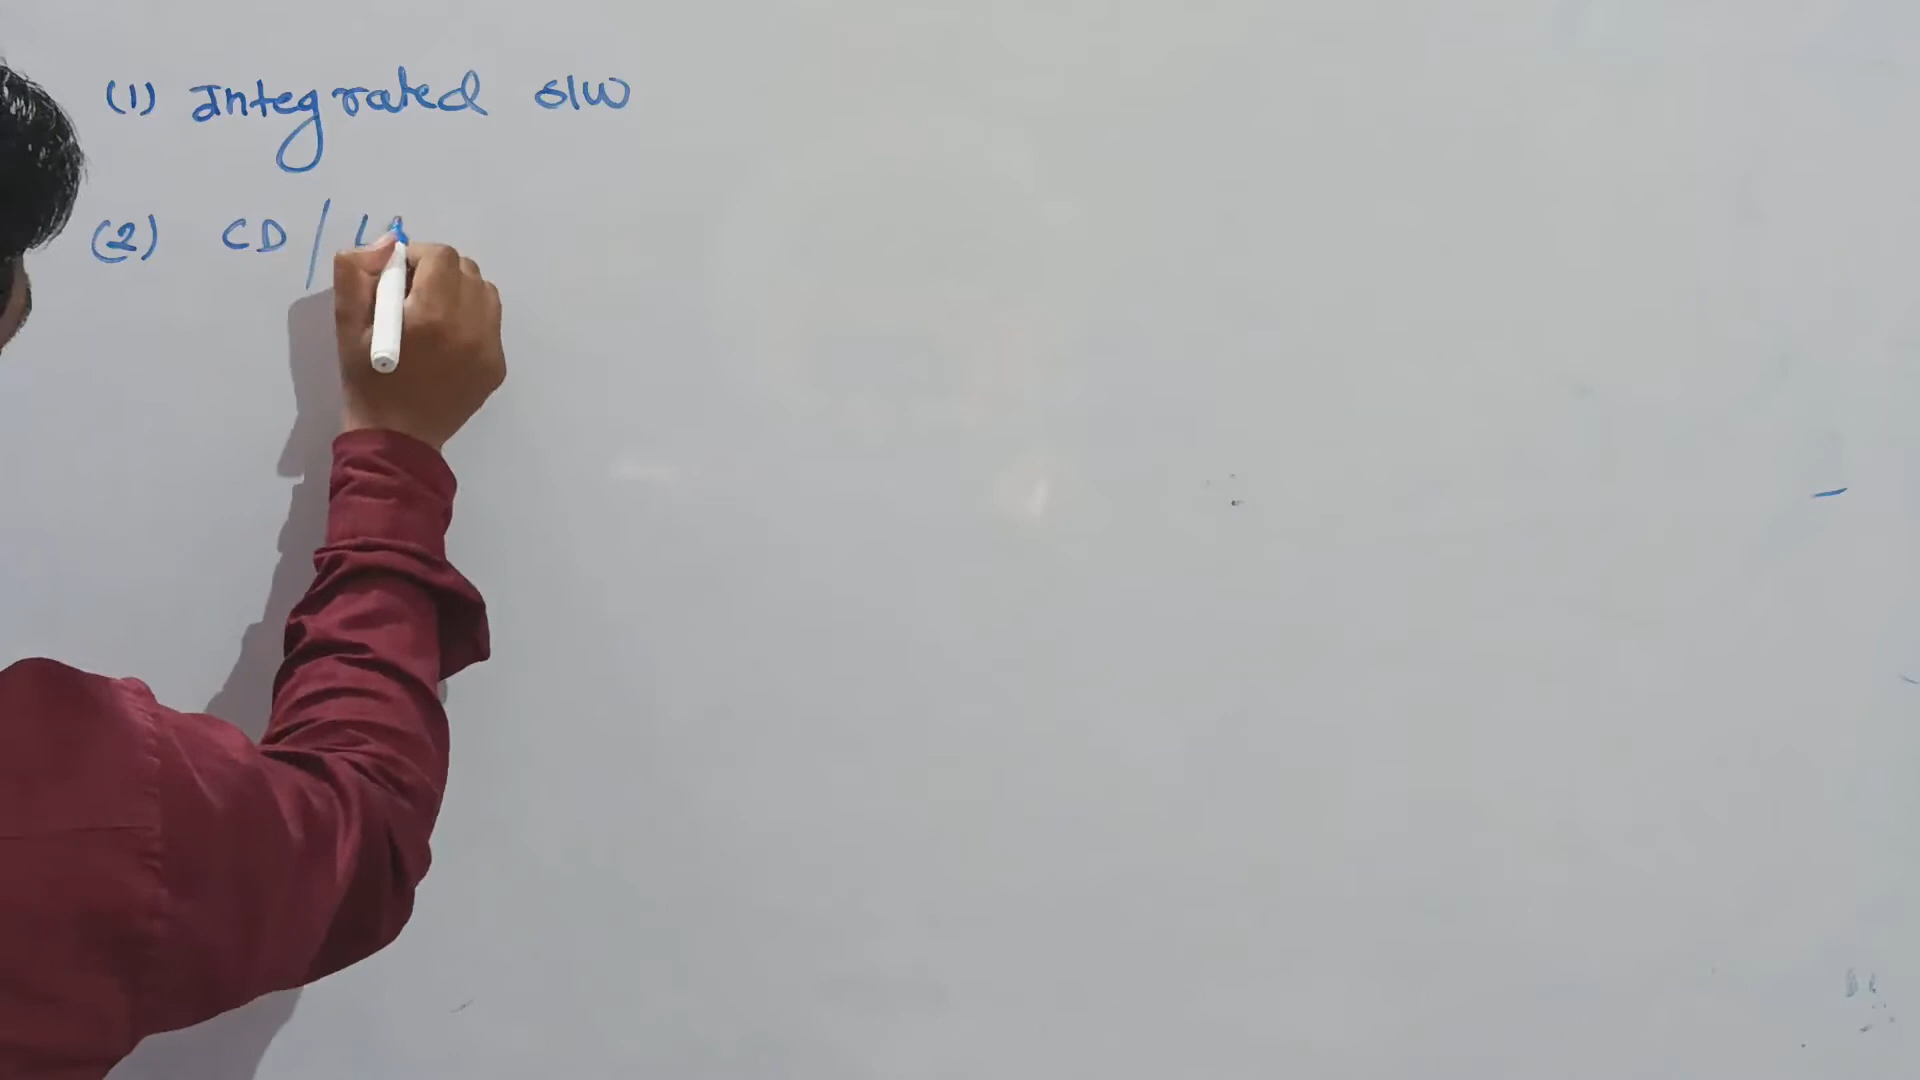 (1) Integrated S/W
(2) CD /